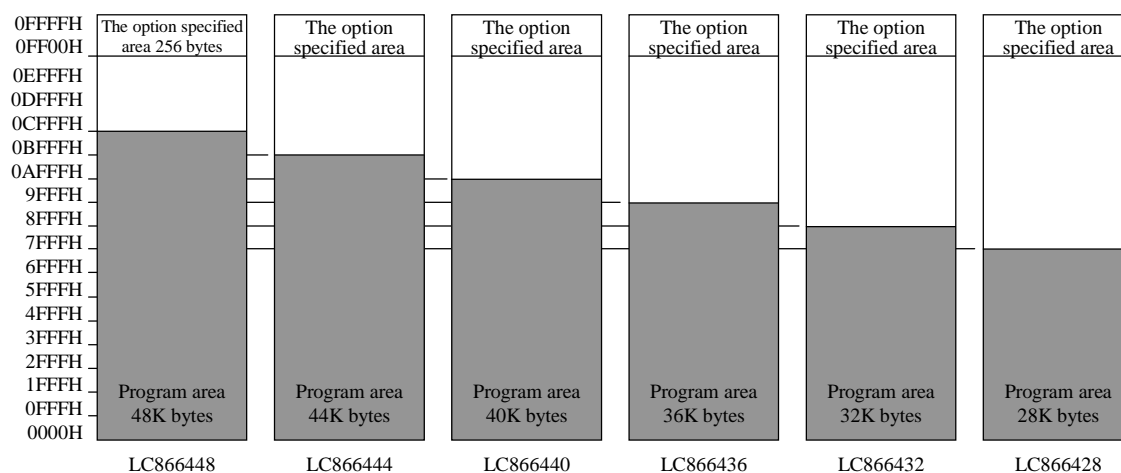 0FFFFH
0FF00H
0EFFFH
0DFFFH
0CFFFH
0BFFFH
0AFFFH
9FFFH
8FFFH
7FFFH
6FFFH
5FFFH
4FFFH
3FFFH
2FFFH
1FFFH
0FFFH
0000H
The option specified
area 256 bytes
The option
specified area
The option
specified area
The option
specified area
The option
specified area
The option
specified area
Program area
48K bytes
Program area
44K bytes
Program area
40K bytes
Program area
36K bytes
Program area
32K bytes
Program area
28K bytes
LC866448
LC866444
LC866440
LC866436
LC866432
LC866428